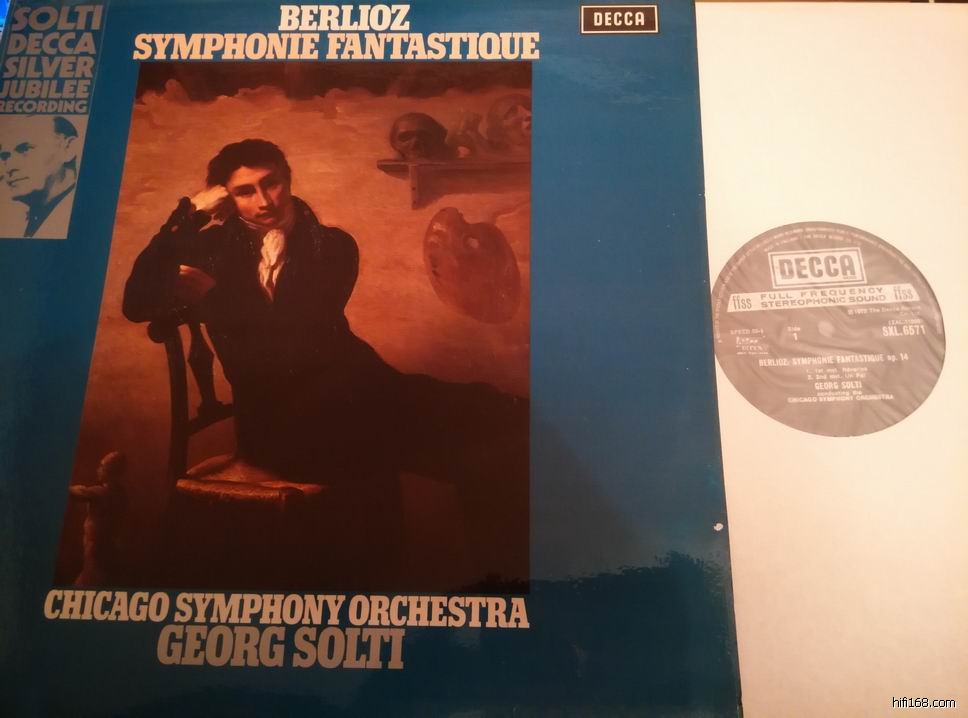 SOLTI
DECCA
SILVER
JUBILEE
RECORDING
BERLIOZ
SYMPHONIE FANTASTIQUE
DECCA
CHICAGO SYMPHONY ORCHESTRA
GEORG SOLTI
DECCA
ffss FULL FREQUENCY ffss
STEREOPHONIC SOUND
Side
1
SXL.6571
BERLIOZ: SYMPHONIE FANTASTIQUE op. 14
GEORG SOLTI
conducting the
CHICAGO SYMPHONY ORCHESTRA
hifi168.com